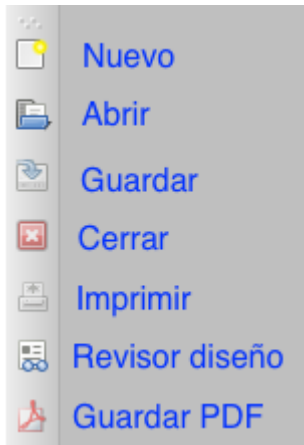 Nuevo
Abrir
Guardar
Cerrar
Imprimir
Revisor diseño
Guardar PDF